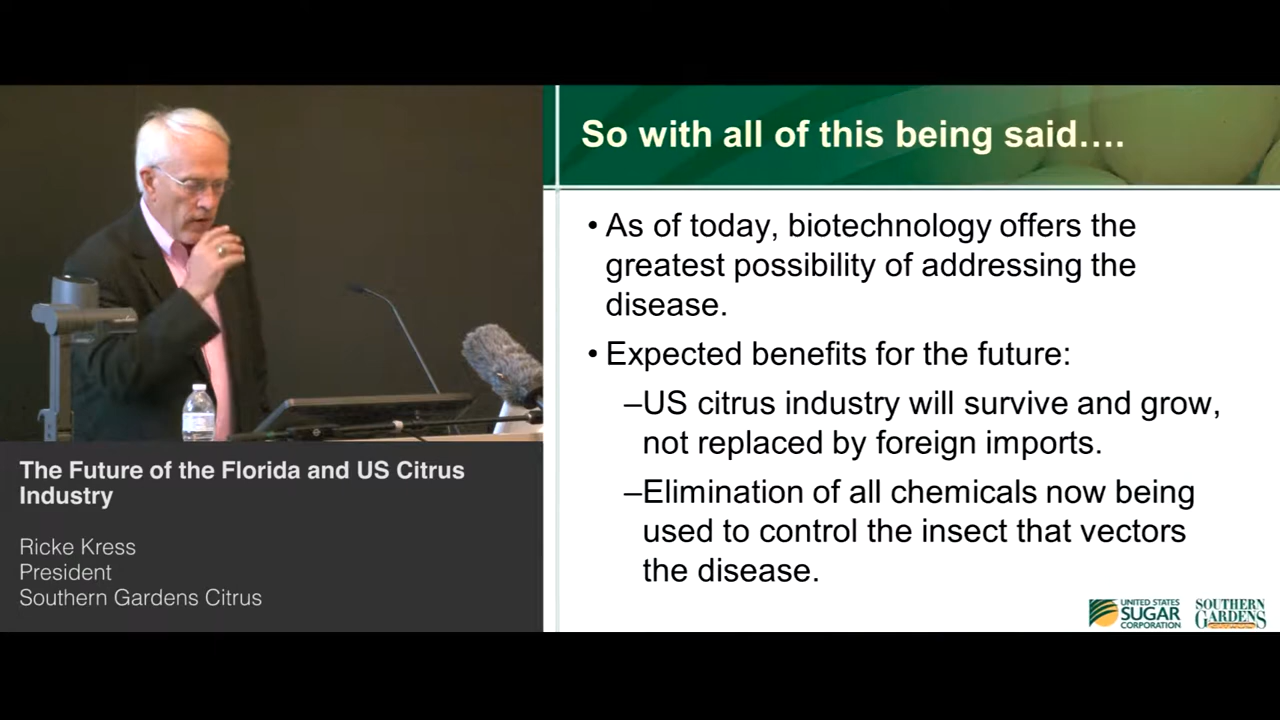 So with all of this being said....
• As of today, biotechnology offers the
greatest possibility of addressing the
disease.
• Expected benefits for the future:
–US citrus industry will survive and grow,
not replaced by foreign imports.
–Elimination of all chemicals now being
used to control the insect that vectors
the disease.
The Future of the Florida and US Citrus
Industry
Ricke Kress
President
Southern Gardens Citrus
UNITED STATES
SUGAR
CORPORATION
SOUTHERN
GARDENS